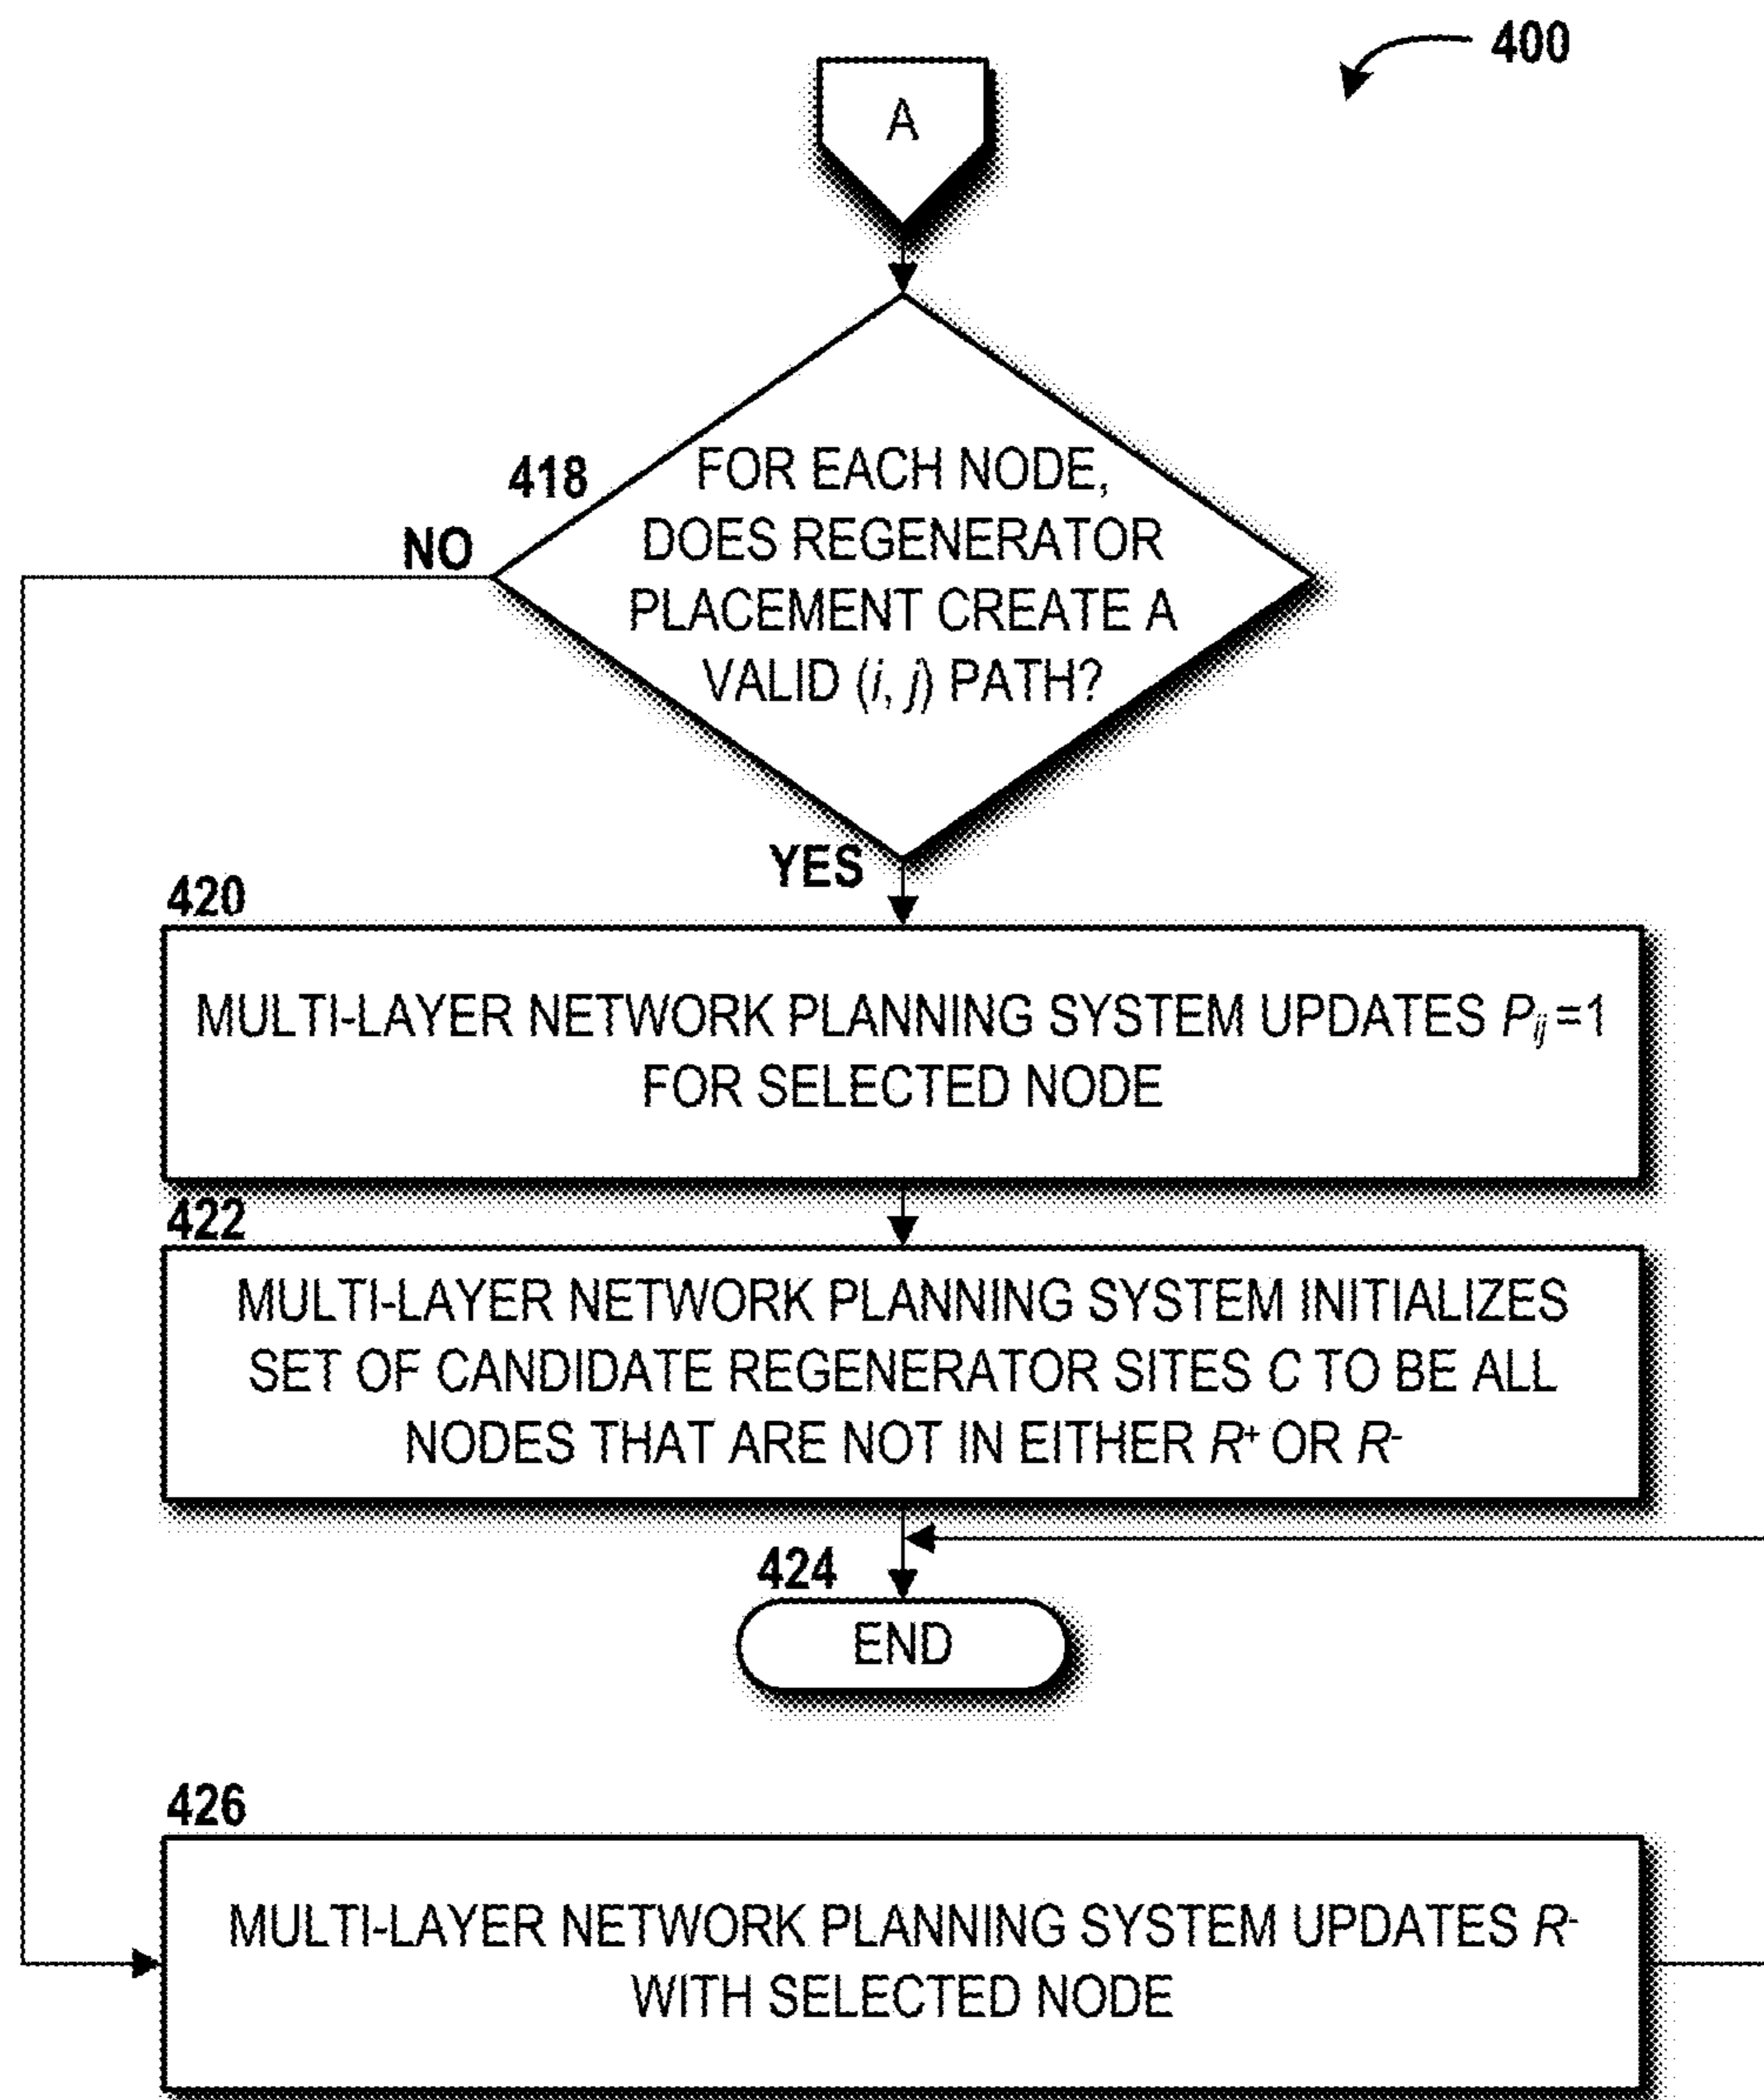 400
A
418
FOR EACH NODE,
DOES REGENERATOR
PLACEMENT CREATE A
VALID (i, j) PATH?
NO
YES
420
MULTI-LAYER NETWORK PLANNING SYSTEM UPDATES Pij =1
FOR SELECTED NODE
422
MULTI-LAYER NETWORK PLANNING SYSTEM INITIALIZES
SET OF CANDIDATE REGENERATOR SITES C TO BE ALL
NODES THAT ARE NOT IN EITHER R+ OR R-
424
END
426
MULTI-LAYER NETWORK PLANNING SYSTEM UPDATES R-
WITH SELECTED NODE